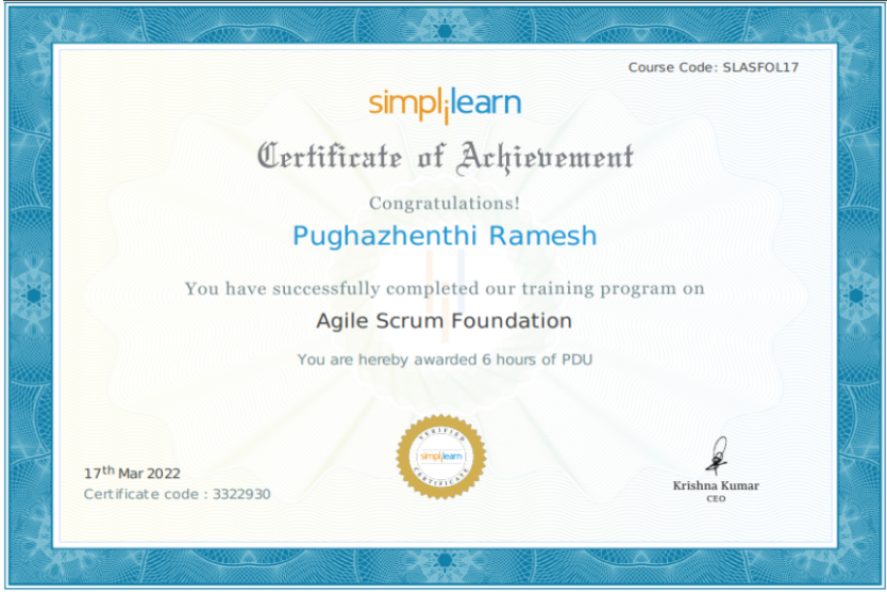 Course Code: SLASFOL17
simplilearn
Certificate of Achievement
Congratulations!
Pughazhenthi Ramesh
You have successfully completed our training program on
Agile Scrum Foundation
You are hereby awarded 6 hours of PDU
VERIFIED
simplilearn
CERTIFICATE
17th Mar 2022
Certificate code : 3322930
Krishna Kumar
CEO